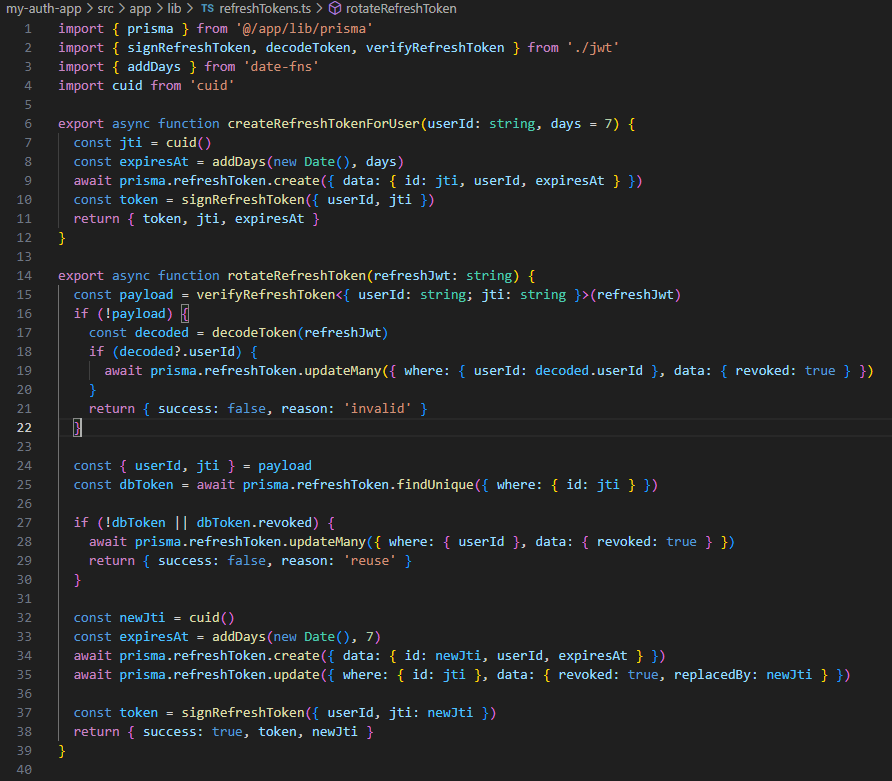 my-auth-app > src > app > lib > TS refreshTokens.ts > rotateRefreshToken
1 import { prisma } from '@/app/lib/prisma'
2 import { signRefreshToken, decodeToken, verifyRefreshToken } from './jwt'
3 import { addDays } from 'date-fns'
4 import cuid from 'cuid'
5
6 export async function createRefreshTokenForUser(userId: string, days = 7) {
7   const jti = cuid()
8   const expiresAt = addDays(new Date(), days)
9   await prisma.refreshToken.create({ data: { id: jti, userId, expiresAt } })
10   const token = signRefreshToken({ userId, jti })
11   return { token, jti, expiresAt }
12 }
13
14 export async function rotateRefreshToken(refreshJwt: string) {
15   const payload = verifyRefreshToken<{ userId: string; jti: string }>(refreshJwt)
16   if (!payload) {
17     const decoded = decodeToken(refreshJwt)
18     if (decoded?.userId) {
19       await prisma.refreshToken.updateMany({ where: { userId: decoded.userId }, data: { revoked: true } })
20     }
21     return { success: false, reason: 'invalid' }
22   }
23
24   const { userId, jti } = payload
25   const dbToken = await prisma.refreshToken.findUnique({ where: { id: jti } })
26
27   if (!dbToken || dbToken.revoked) {
28     await prisma.refreshToken.updateMany({ where: { userId }, data: { revoked: true } })
29     return { success: false, reason: 'reuse' }
30   }
31
32   const newJti = cuid()
33   const expiresAt = addDays(new Date(), 7)
34   await prisma.refreshToken.create({ data: { id: newJti, userId, expiresAt } })
35   await prisma.refreshToken.update({ where: { id: jti }, data: { revoked: true, replacedBy: newJti } })
36
37   const token = signRefreshToken({ userId, jti: newJti })
38   return { success: true, token, newJti }
39 }
40